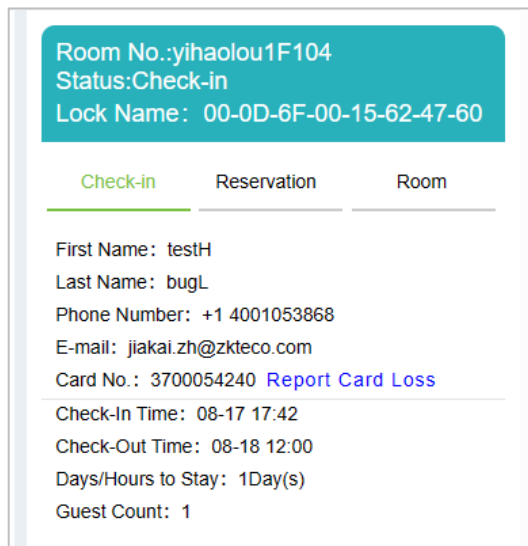 Room No.:yihaolou1F104
Status:Check-in
Lock Name：00-0D-6F-00-15-62-47-60
Check-in Reservation Room
First Name：testH
Last Name：bugL
Phone Number：+1 4001053868
E-mail：jiakai.zh@zkteco.com
Card No.：3700054240 Report Card Loss
Check-In Time：08-17 17:42
Check-Out Time：08-18 12:00
Days/Hours to Stay：1Day(s)
Guest Count：1